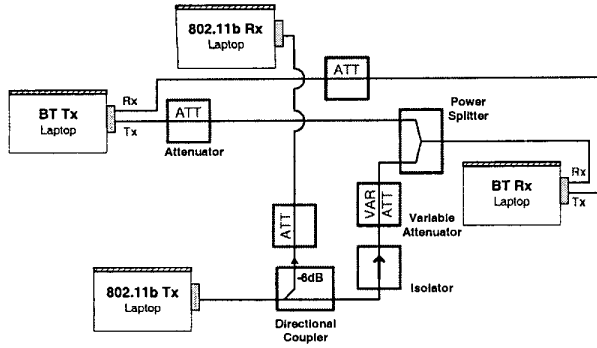 802.11b Rx
Laptop
ATT
Rx
BT Tx
Laptop
Tx
ATT
Attenuator
Power
Splitter
BT Rx
Laptop
Rx
Tx
VAR
ATT
Variable
Attenuator
ATT
-6dB
Isolator
802.11b Tx
Laptop
Directional
Coupler